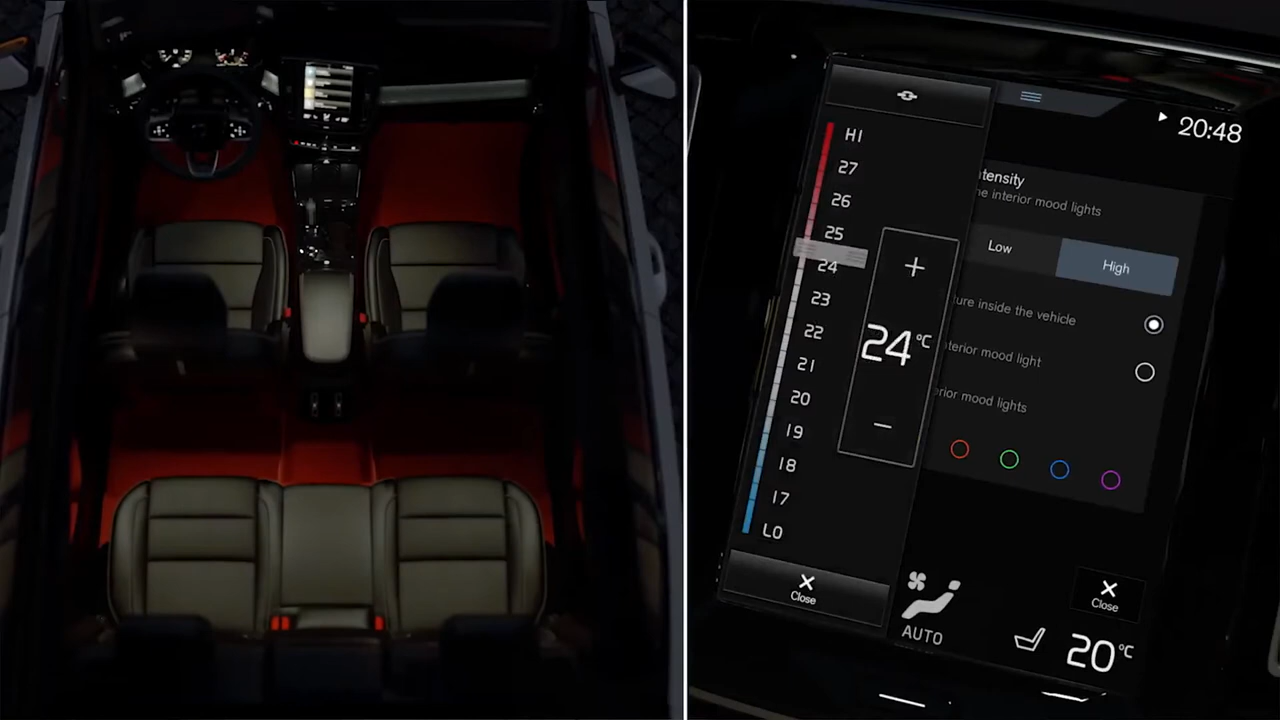 20:48
HI
27
26
25
24
23
22
21
20
19
18
17
LO
24°C
Close
tensity
e interior mood lights
Low
High
ure inside the vehicle
terior mood light
rior mood lights
AUTO
Close
20°C